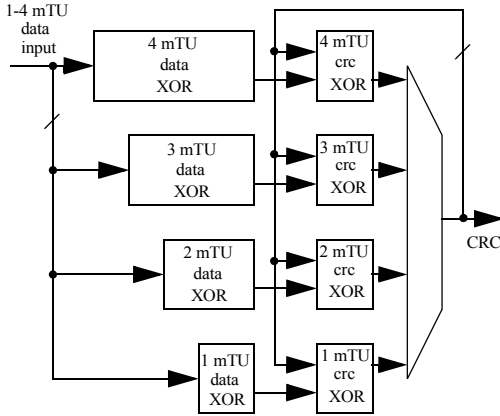 1-4 mTU
data
input
4 mTU
data
XOR
4 mTU
crc
XOR
3 mTU
data
XOR
3 mTU
crc
XOR
CRC
2 mTU
data
XOR
2 mTU
crc
XOR
1 mTU
data
XOR
1 mTU
crc
XOR